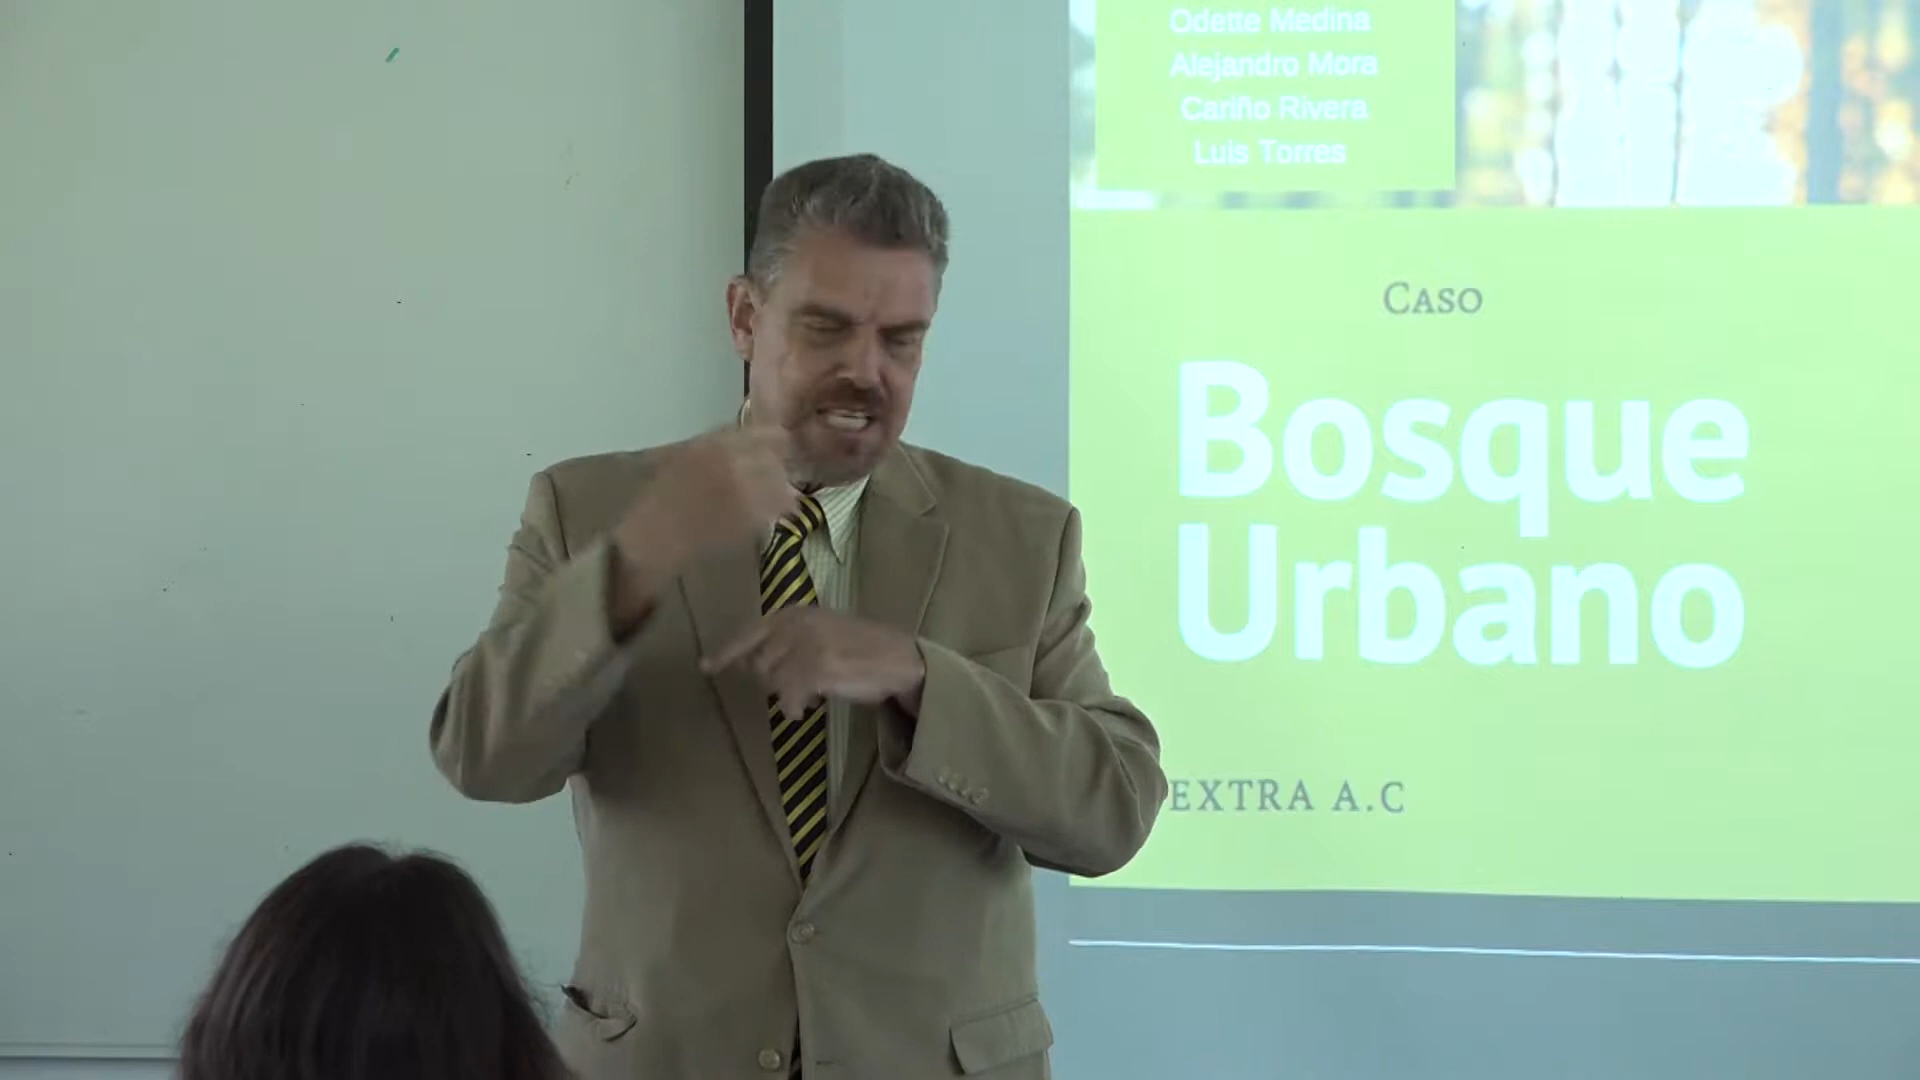 Odette Medina
Alejandro Mora
Cariño Rivera
Luis Torres
CASO
Bosque
Urbano
EXTRA A.C